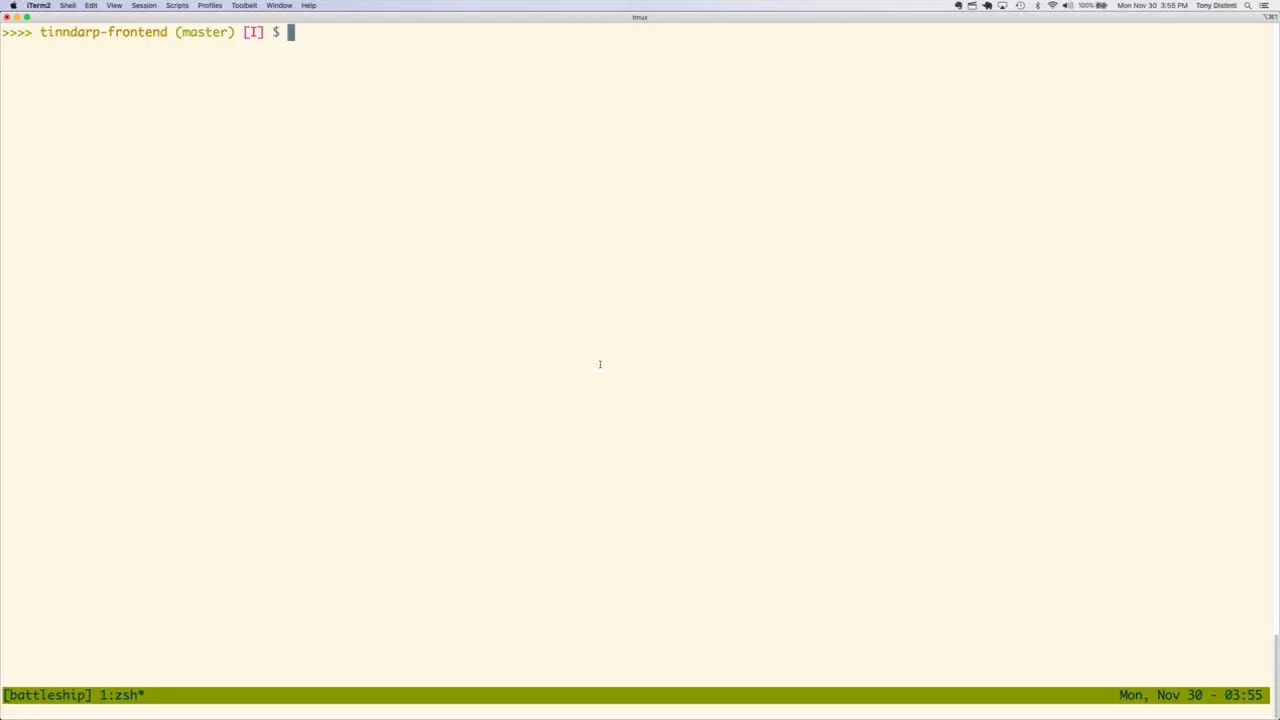 iTerm2 Shell Edit View Session Scripts Profiles Toolbelt Window Help 100% Mon Nov 30 3:55 PM Tony Distinti
tmux
>>>> tinndarp-frontend (master) [I] $
[battleship] 1:zsh* Mon, Nov 30 - 03:55